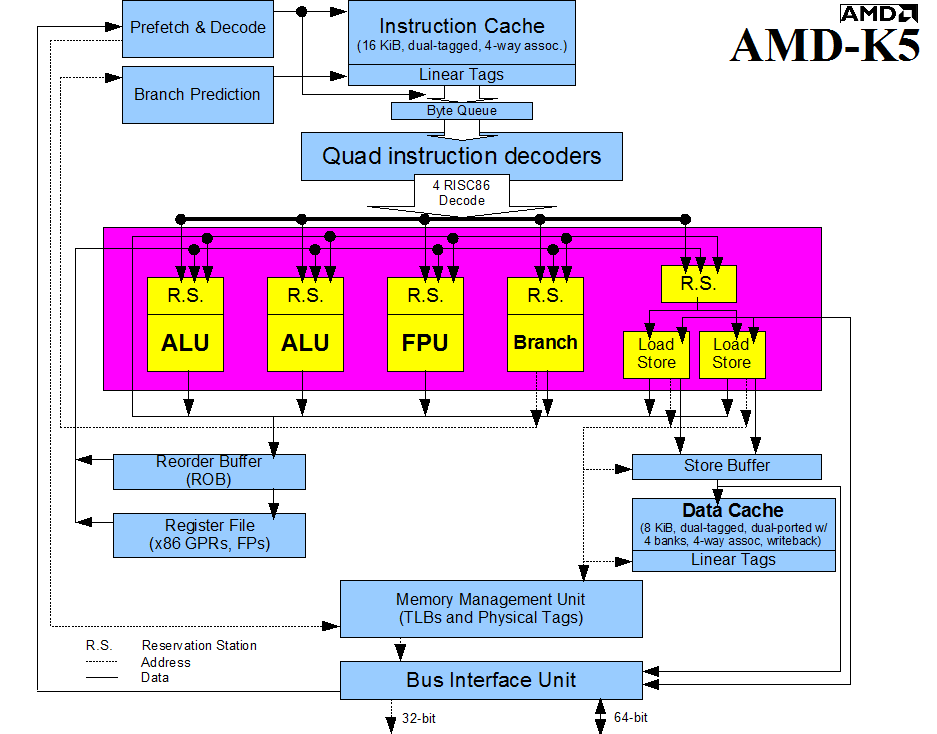 AMD
AMD-K5
Prefetch & Decode
Instruction Cache
(16 KiB, dual-tagged, 4-way assoc.)
Linear Tags
Branch Prediction
Byte Queue
Quad instruction decoders
4 RISC86
Decode
R.S.
ALU
R.S.
ALU
R.S.
FPU
R.S.
Branch
R.S.
Load
Store
Load
Store
Reorder Buffer
(ROB)
Register File
(x86 GPRs, FPs)
Store Buffer
Data Cache
(8 KiB, dual-tagged, dual-ported w/
4 banks, 4-way assoc, writeback)
Linear Tags
Memory Management Unit
(TLBs and Physical Tags)
Bus Interface Unit
32-bit
64-bit
R.S. Reservation Station
Address
Data